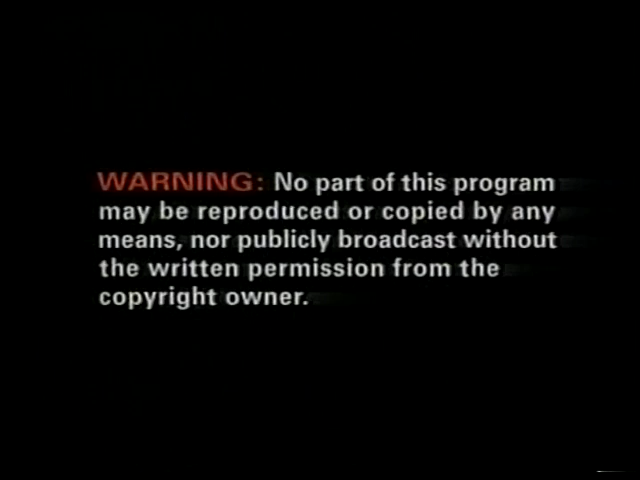 WARNING: No part of this program
may be reproduced or copied by any
means, nor publicly broadcast without
the written permission from the
copyright owner.